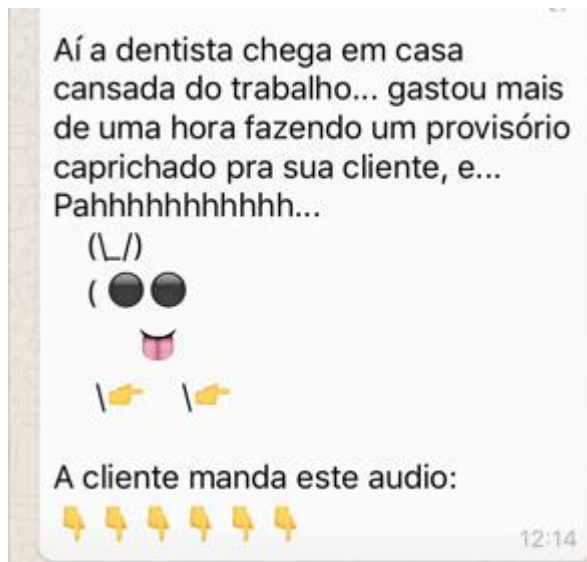 Aí a dentista chega em casa
cansada do trabalho... gastou mais
de uma hora fazendo um provisório
caprichado pra sua cliente, e...
Pahhhhhhhhhhhh...
(\_/)
( ⚫⚫
👅
\👉 \👉
A cliente manda este audio:
👇👇👇👇👇👇
12:14